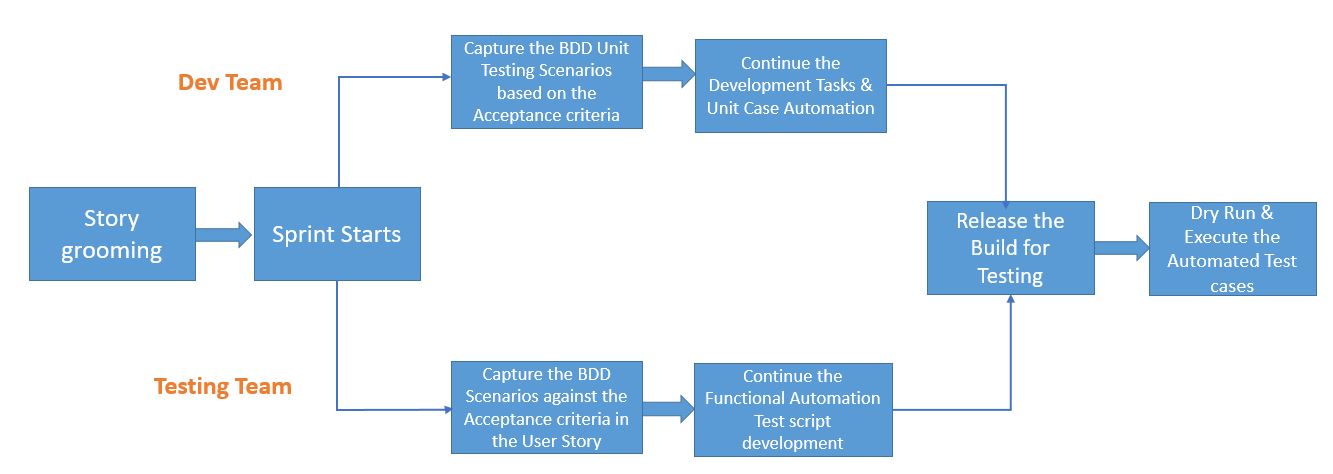 Dev Team
Capture the BDD Unit
Testing Scenarios
based on the
Acceptance criteria
Continue the
Development Tasks &
Unit Case Automation
Story
grooming
Sprint Starts
Release the
Build for
Testing
Dry Run &
Execute the
Automated Test
cases
Testing Team
Capture the BDD
Scenarios against the
Acceptance criteria in
the User Story
Continue the
Functional Automation
Test script
development